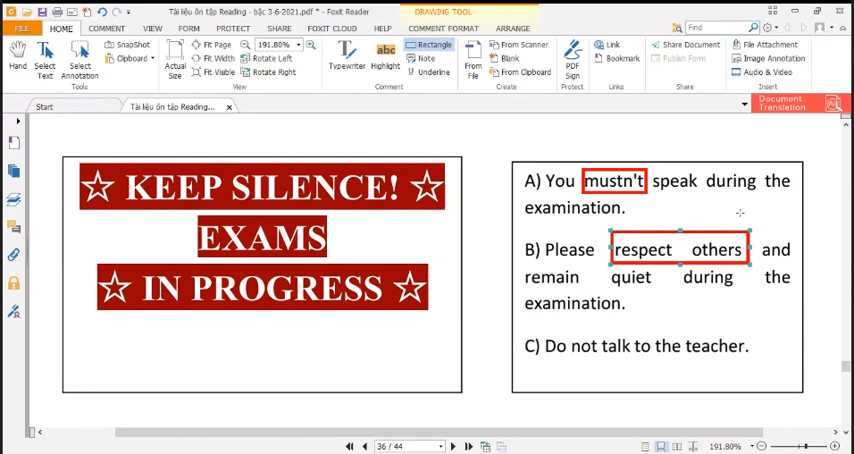 Tài liệu ôn tập Reading - bậc 3-6-2021.pdf * - Foxit Reader
DRAWING TOOL
FILE HOME COMMENT VIEW FORM PROTECT SHARE FOXIT CLOUD HELP COMMENT FORMAT ARRANGE
Find
SnapShot
Clipboard
Hand
Select Text
Select Annotation
Tools
Actual Size
Fit Page
Fit Width
Fit Visible
191.80%
Rotate Left
Rotate Right
View
Typewriter
Highlight
Rectangle
Note
Underline
Comment
From File
From Scanner
Blank
From Clipboard
Create
PDF Sign
Protect
Link
Bookmark
Links
Share Document
Publish Form
Share
File Attachment
Image Annotation
Audio & Video
Insert
Start
Tài liệu ôn tập Reading...
Document Translation
☆ KEEP SILENCE! ☆
EXAMS
☆ IN PROGRESS ☆
A) You mustn't speak during the
examination.
B) Please respect others and
remain quiet during the
examination.
C) Do not talk to the teacher.
36 / 44
191.80%